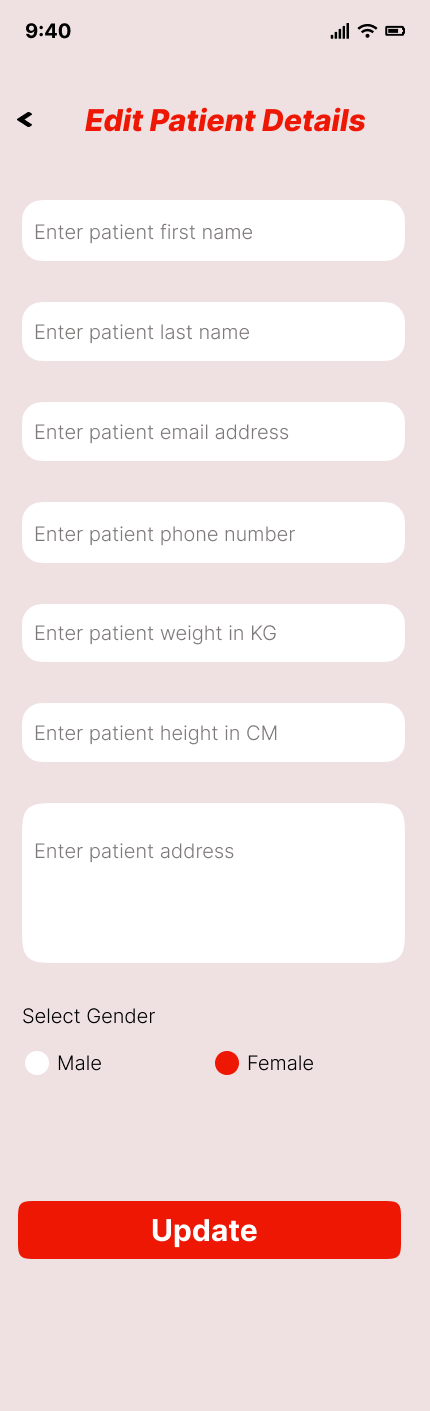 9:40
Edit Patient Details
Enter patient first name
Enter patient last name
Enter patient email address
Enter patient phone number
Enter patient weight in KG
Enter patient height in CM
Enter patient address
Select Gender
Male Female
Update